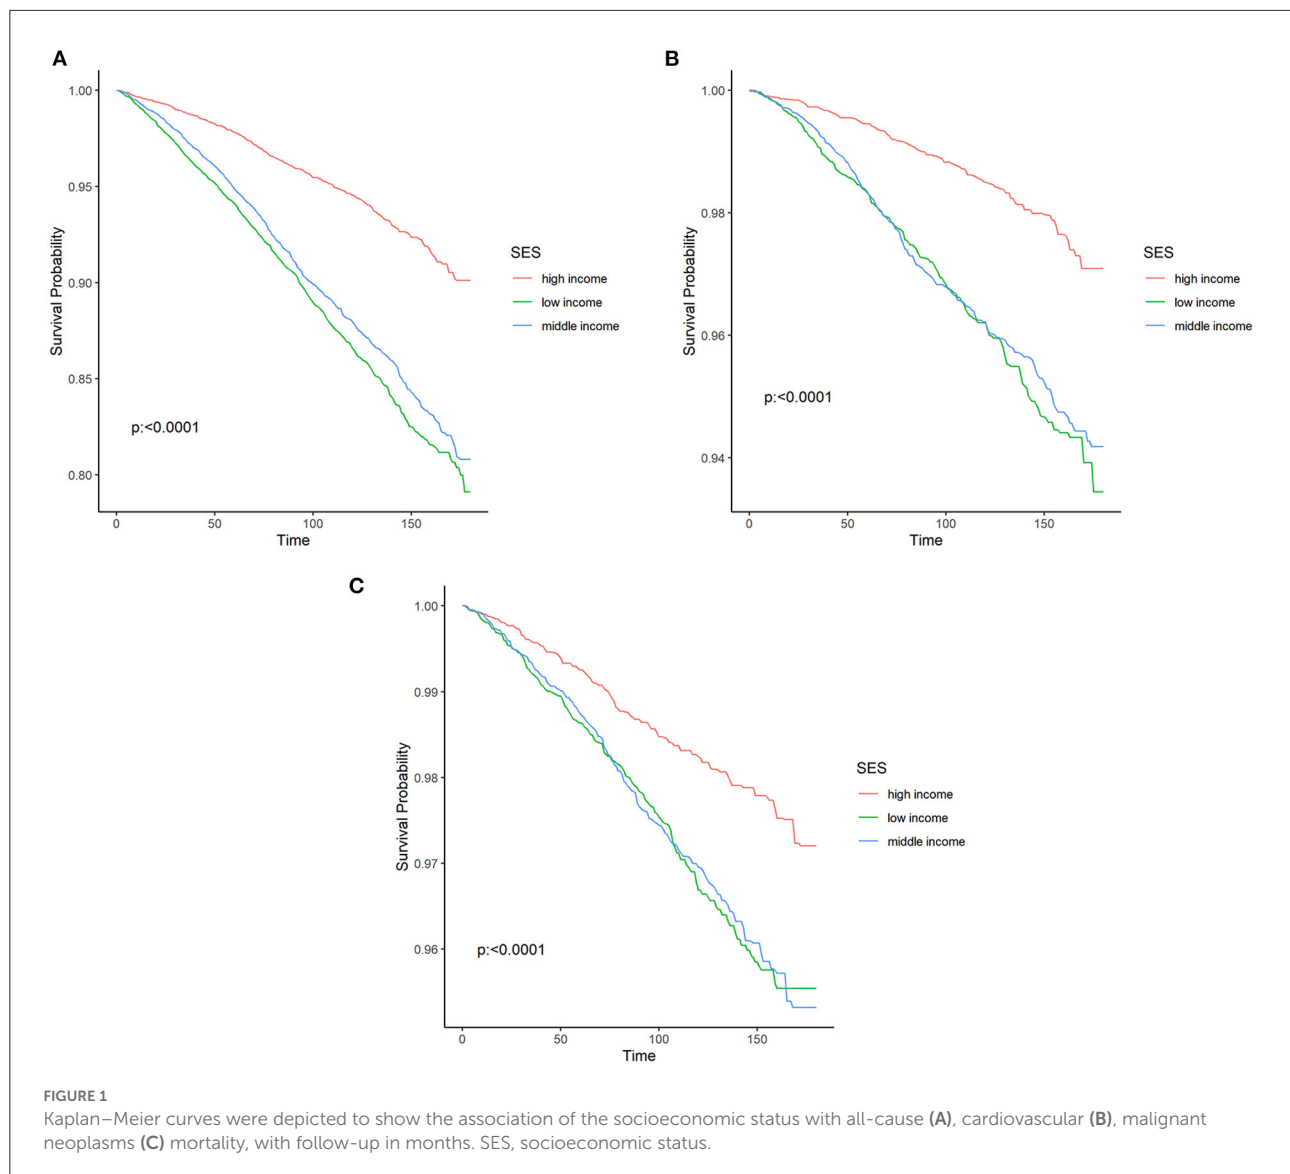 A
1.00
0.95
0.90
0.85
0.80
Survival Probability
p:<0.0001
0
50
100
150
Time
SES
high income
low income
middle income
B
1.00
0.98
0.96
0.94
Survival Probability
p:<0.0001
0
50
100
150
Time
SES
high income
low income
middle income
C
1.00
0.99
0.98
0.97
0.96
Survival Probability
p:<0.0001
0
50
100
150
Time
SES
high income
low income
middle income
FIGURE 1
Kaplan–Meier curves were depicted to show the association of the socioeconomic status with all-cause (A), cardiovascular (B), malignant
neoplasms (C) mortality, with follow-up in months. SES, socioeconomic status.